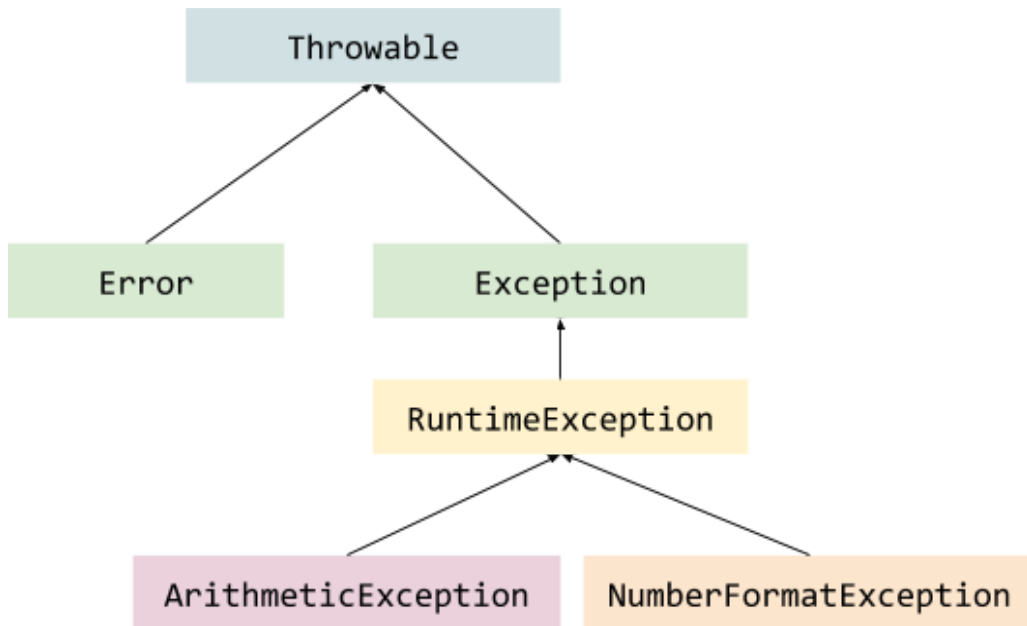 Throwable
Error
Exception
RuntimeException
ArithmeticException
NumberFormatException